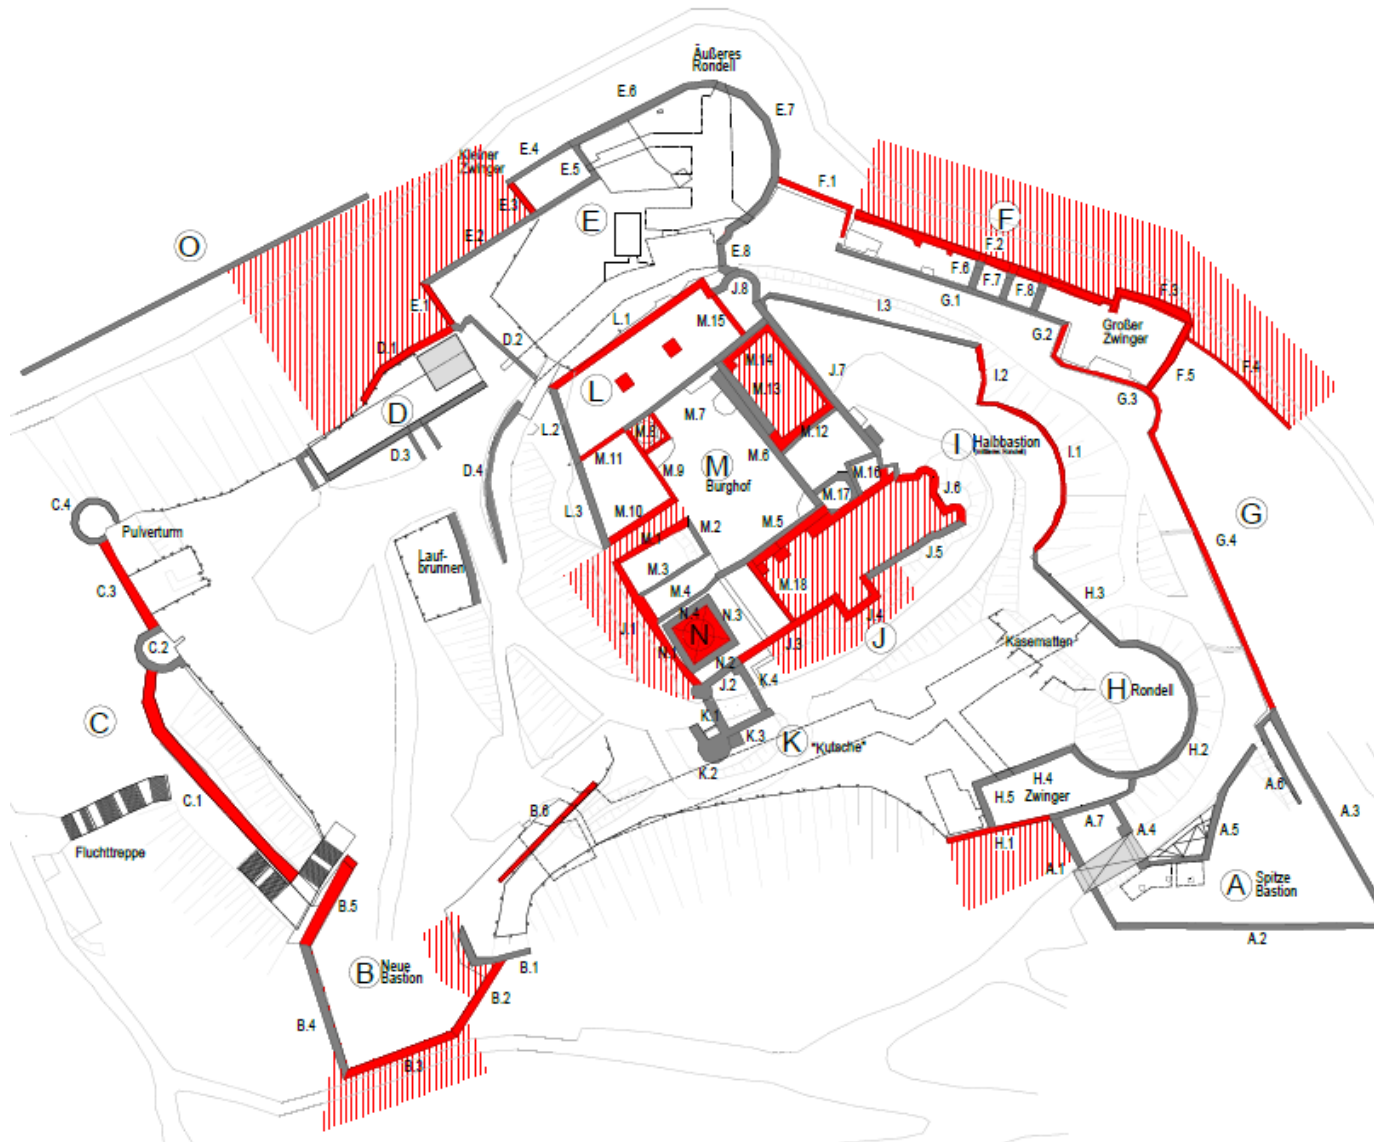 Äußeres
Rondell
E.6
E.7
E.4
Kleiner
Zwinger
E.5
F.1
E.3
E
F
O
E.2
F.2
E.8
F.6
F.7
F.8
J.8
G.1
F.3
E.1
I.3
L.1
M.15
Großer
Zwinger
G.2
D.1
D.2
M.14
J.7
F.4
I.2
F.5
L
M.13
G.3
D
L.2
M.7
M.8
M.12
I
Halbbastion
(mittleres Rondell)
D.3
M.6
I.1
M.11
M.9
M
Burghof
M.16
D.4
M.17
J.6
C.4
L.3
M.10
G
Pulverturm
M.2
M.5
G.4
M.1
J.5
Lauf-
brunnen
M.3
C.3
M.4
M.18
H.3
N.4
N.3
J.4
J.1
N
J.3
J
Kasematten
C.2
N.1
N.2
K.4
J.2
H
Rondell
C
K.1
K.3
K
"Kutsche"
H.2
K.2
H.4
Zwinger
A.6
C.1
H.5
A.3
B.6
A.7
A.4
A.5
H.1
Fluchttreppe
A.1
A
Spitze
Bastion
B.5
A.2
B.1
B
Neue
Bastion
B.2
B.4
B.3